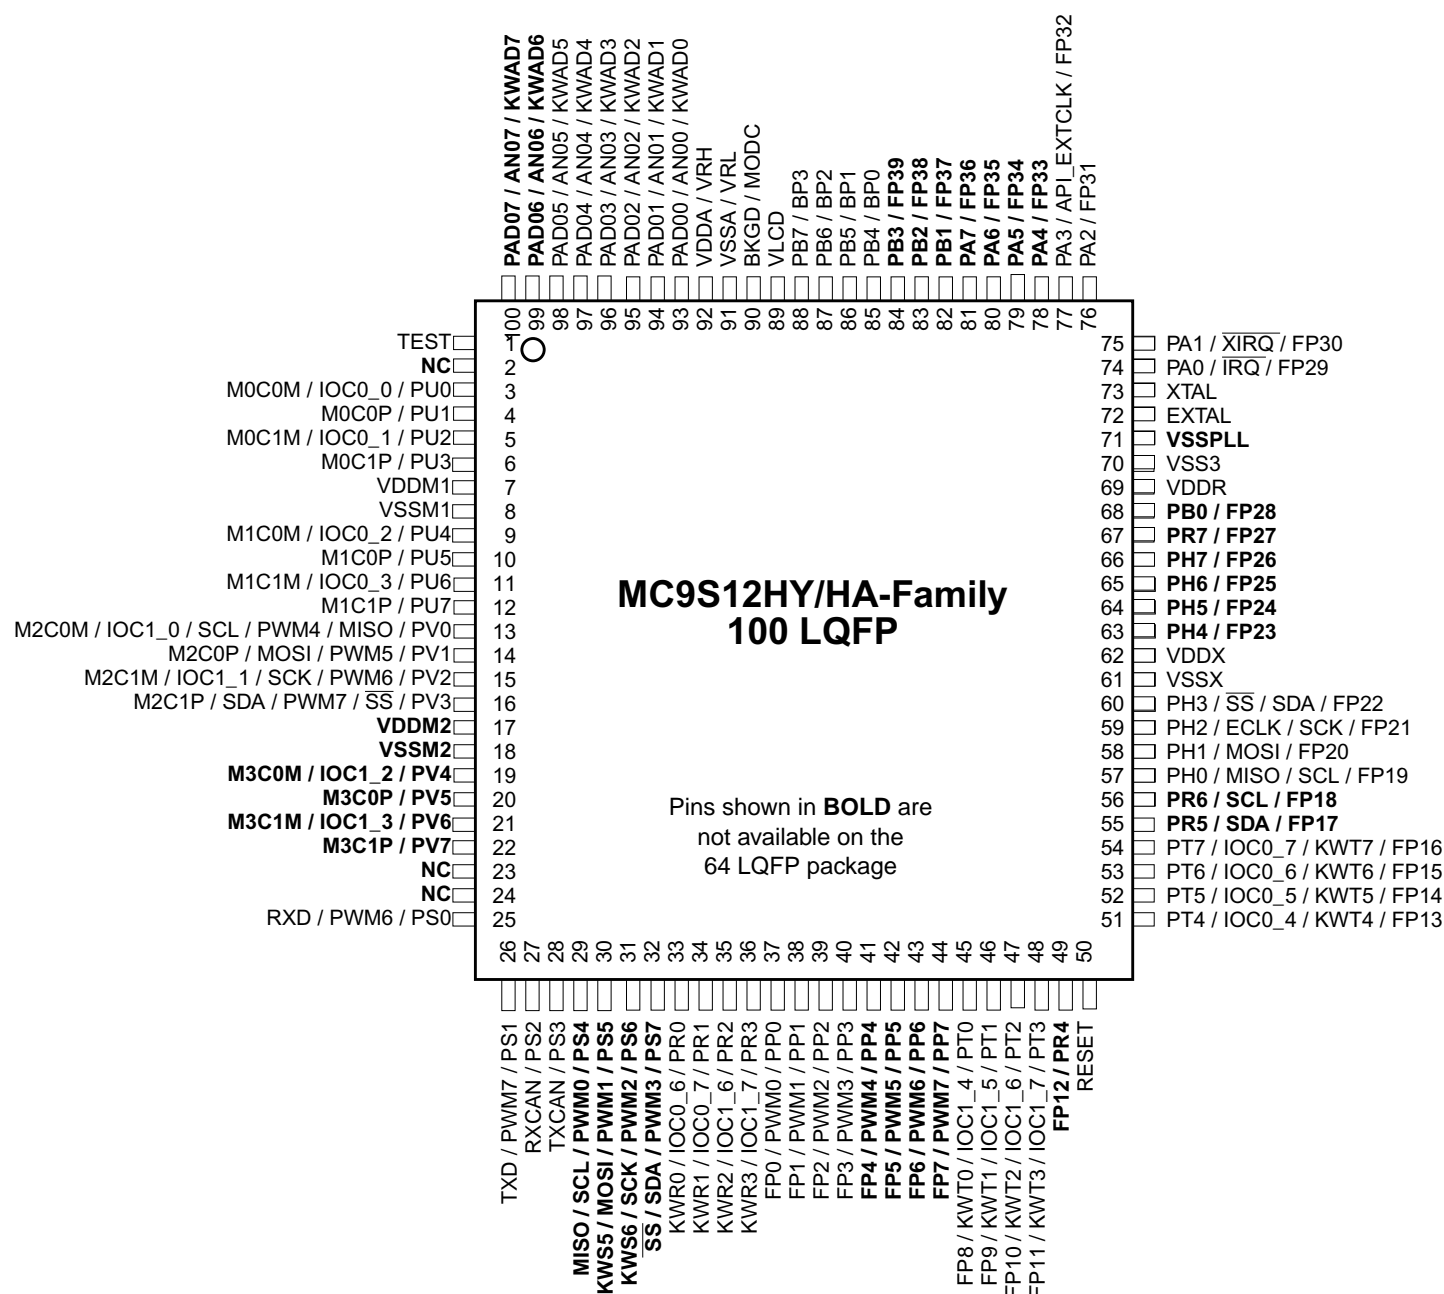 PAD07 / AN07 / KWAD7
PAD06 / AN06 / KWAD6
PAD05 / AN05 / KWAD5
PAD04 / AN04 / KWAD4
PAD03 / AN03 / KWAD3
PAD02 / AN02 / KWAD2
PAD01 / AN01 / KWAD1
PAD00 / AN00 / KWAD0
VDDA / VRH
VSSA / VRL
BKGD / MODC
VLCD
PB7 / BP3
PB6 / BP2
PB5 / BP1
PB4 / BP0
PB3 / FP39
PB2 / FP38
PB1 / FP37
PA7 / FP36
PA6 / FP35
PA5 / FP34
PA4 / FP33
PA3 / API_EXTCLK / FP32
PA2 / FP31
100 99 98 97 96 95 94 93 92 91 90 89 88 87 86 85 84 83 82 81 80 79 78 77 76
TEST 1
NC 2
M0C0M / IOC0_0 / PU0 3
M0C0P / PU1 4
M0C1M / IOC0_1 / PU2 5
M0C1P / PU3 6
VDDM1 7
VSSM1 8
M1C0M / IOC0_2 / PU4 9
M1C0P / PU5 10
M1C1M / IOC0_3 / PU6 11
M1C1P / PU7 12
M2C0M / IOC1_0 / SCL / PWM4 / MISO / PV0 13
M2C0P / MOSI / PWM5 / PV1 14
M2C1M / IOC1_1 / SCK / PWM6 / PV2 15
M2C1P / SDA / PWM7 / SS / PV3 16
VDDM2 17
VSSM2 18
M3C0M / IOC1_2 / PV4 19
M3C0P / PV5 20
M3C1M / IOC1_3 / PV6 21
M3C1P / PV7 22
NC 23
NC 24
RXD / PWM6 / PS0 25
MC9S12HY/HA-Family
100 LQFP
Pins shown in BOLD are
not available on the
64 LQFP package
75 PA1 / XIRQ / FP30
74 PA0 / IRQ / FP29
73 XTAL
72 EXTAL
71 VSSPLL
70 VSS3
69 VDDR
68 PB0 / FP28
67 PR7 / FP27
66 PH7 / FP26
65 PH6 / FP25
64 PH5 / FP24
63 PH4 / FP23
62 VDDX
61 VSSX
60 PH3 / SS / SDA / FP22
59 PH2 / ECLK / SCK / FP21
58 PH1 / MOSI / FP20
57 PH0 / MISO / SCL / FP19
56 PR6 / SCL / FP18
55 PR5 / SDA / FP17
54 PT7 / IOC0_7 / KWT7 / FP16
53 PT6 / IOC0_6 / KWT6 / FP15
52 PT5 / IOC0_5 / KWT5 / FP14
51 PT4 / IOC0_4 / KWT4 / FP13
26 27 28 29 30 31 32 33 34 35 36 37 38 39 40 41 42 43 44 45 46 47 48 49 50
TXD / PWM7 / PS1
RXCAN / PS2
TXCAN / PS3
MISO / SCL / PWM0 / PS4
KWS5 / MOSI / PWM1 / PS5
KWS6 / SCK / PWM2 / PS6
SS / SDA / PWM3 / PS7
KWR0 / IOC0_6 / PR0
KWR1 / IOC0_7 / PR1
KWR2 / IOC1_6 / PR2
KWR3 / IOC1_7 / PR3
FP0 / PWM0 / PP0
FP1 / PWM1 / PP1
FP2 / PWM2 / PP2
FP3 / PWM3 / PP3
FP4 / PWM4 / PP4
FP5 / PWM5 / PP5
FP6 / PWM6 / PP6
FP7 / PWM7 / PP7
FP8 / KWT0 / IOC1_4 / PT0
FP9 / KWT1 / IOC1_5 / PT1
FP10 / KWT2 / IOC1_6 / PT2
FP11 / KWT3 / IOC1_7 / PT3
FP12 / PR4
RESET